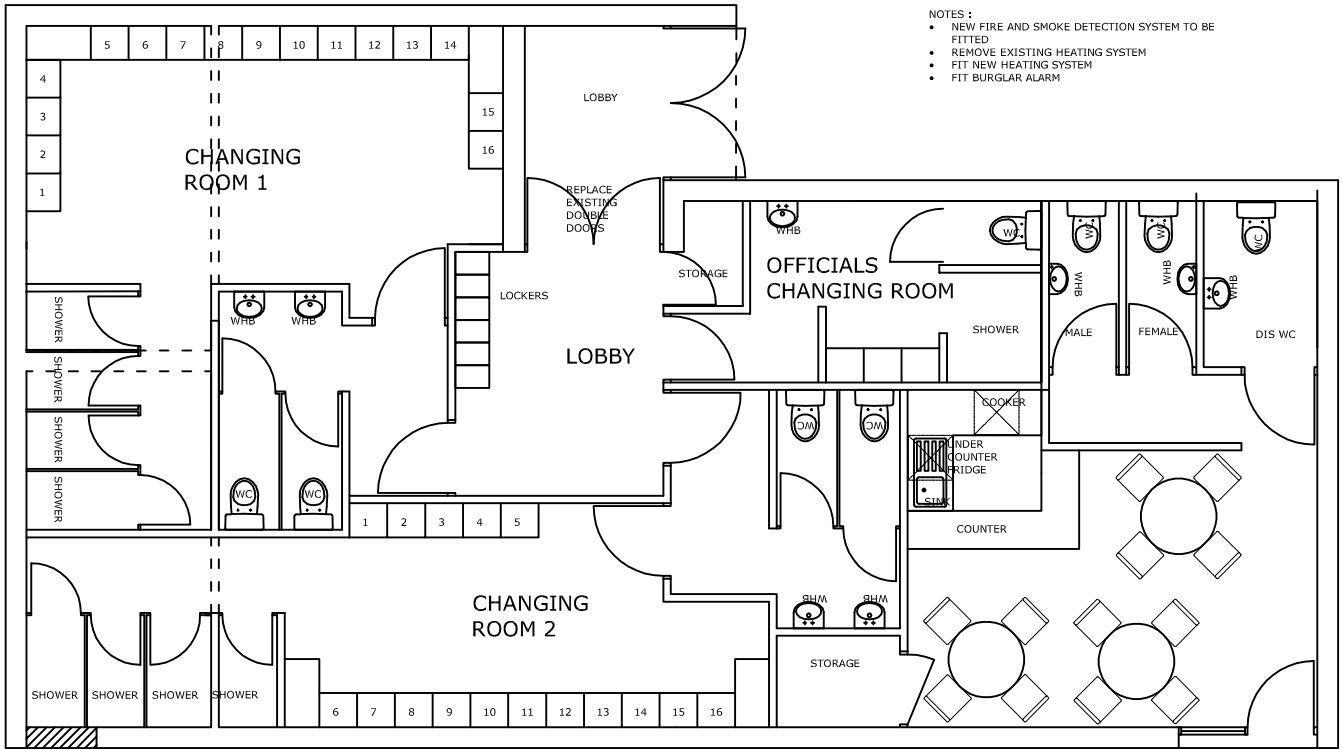 NOTES :
• NEW FIRE AND SMOKE DETECTION SYSTEM TO BE
FITTED
• REMOVE EXISTING HEATING SYSTEM
• FIT NEW HEATING SYSTEM
• FIT BURGLAR ALARM
5 6 7 8 9 10 11 12 13 14
4
3
2
1
15
16
CHANGING
ROOM 1
LOBBY
REPLACE
EXISTING
DOUBLE
DOORS
STORAGE
LOCKERS
LOBBY
WHB
WHB
SHOWER
SHOWER
SHOWER
SHOWER
WC
WC
WHB
WC
OFFICIALS
CHANGING ROOM
SHOWER
WC
WHB
MALE
WC
WHB
FEMALE
WC
WHB
DIS WC
COOKER
UNDER
COUNTER
FRIDGE
SINK
COUNTER
WC
WC
WHB
WHB
STORAGE
1 2 3 4 5
CHANGING
ROOM 2
SHOWER
SHOWER
SHOWER
SHOWER
6 7 8 9 10 11 12 13 14 15 16